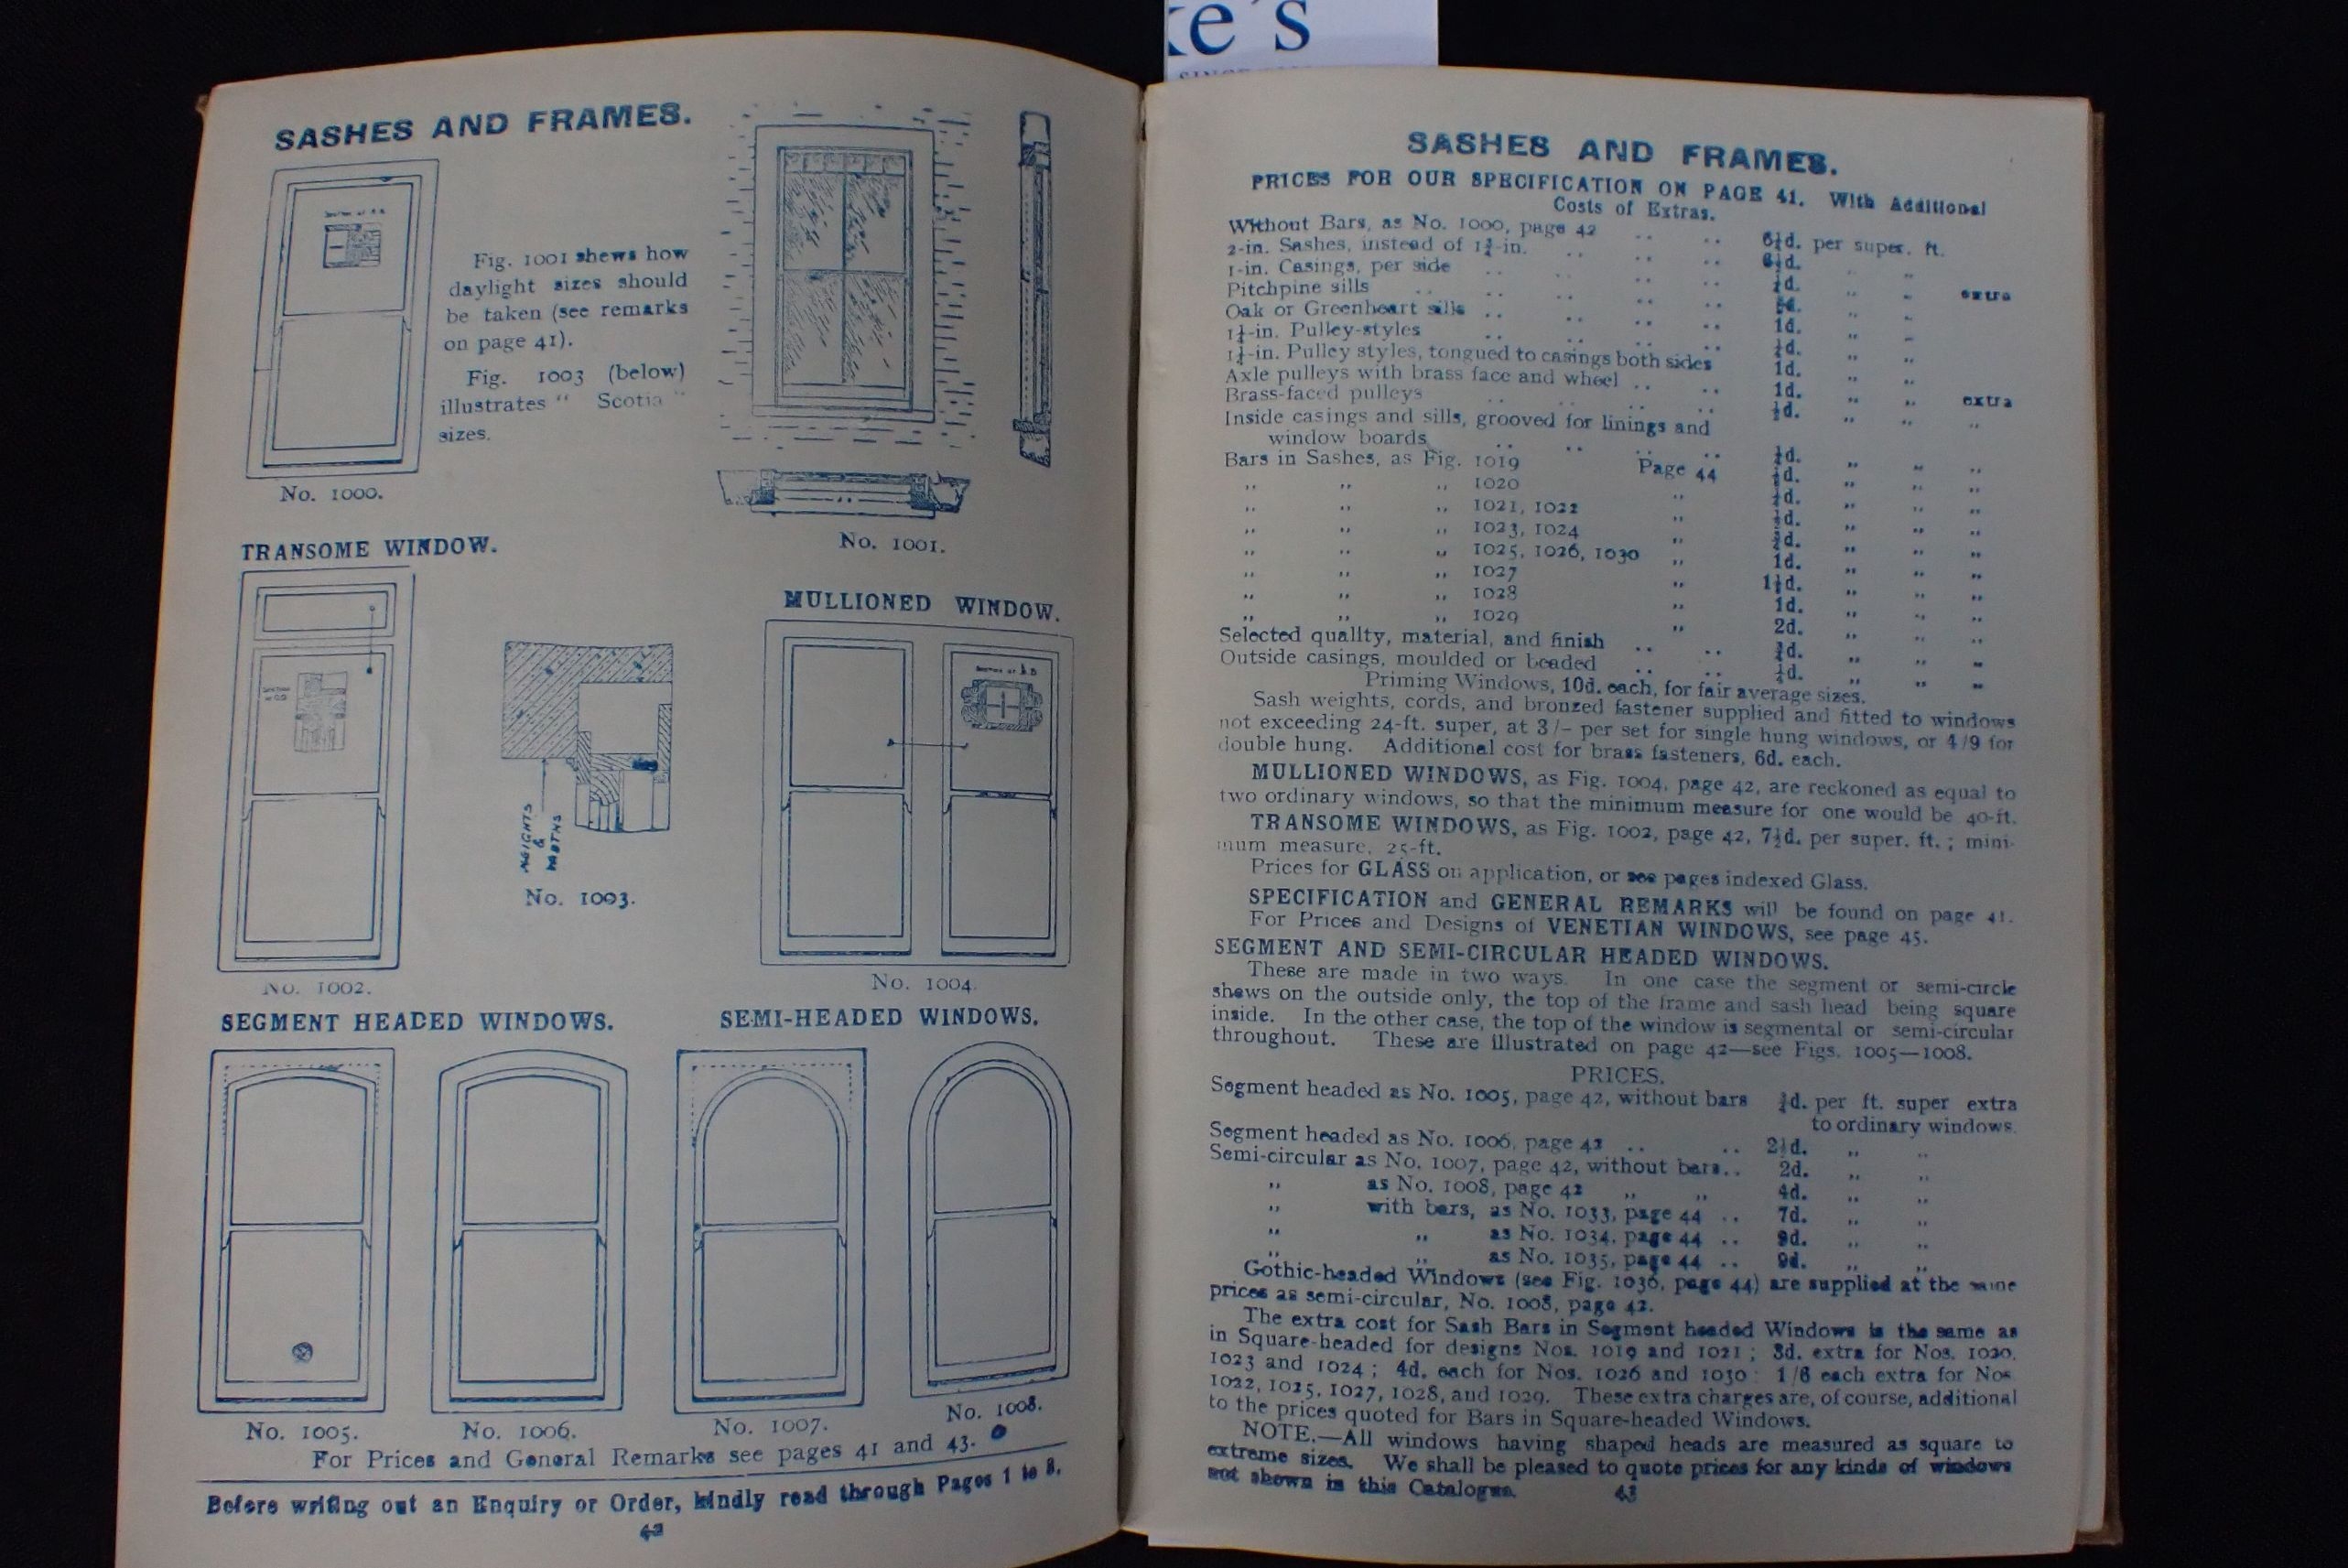 ke's
SASHES AND FRAMES.
Fig. 1001 shews how
daylight sizes should
be taken (see remarks
on page 41).
Fig. 1003 (below)
illustrates " Scotia "
sizes.
No. 1000.
No. 1001.
TRANSOME WINDOW.
MULLIONED WINDOW.
HEIGHTS
&
WIDTHS
No. 1003.
No. 1002.
No. 1004.
SEGMENT HEADED WINDOWS.
SEMI-HEADED WINDOWS.
No. 1005.
No. 1006.
No. 1007.
No. 1008.
For Prices and General Remarks see pages 41 and 43.
Before writing out an Enquiry or Order, kindly read through Pages 1 to 8.
42
SASHES AND FRAMES.
PRICES FOR OUR SPECIFICATION ON PAGE 41. With Additional
Costs of Extras.
Without Bars, as No. 1000, page 42 .. .. per super. ft.
2-in. Sashes, instead of in. .. .. .. ,, ,,
1-in. Casings, per side .. .. .. ,, ,, extra
Pitchpine sills .. .. .. .. ,, ,,
Oak or Greenheart sills .. .. .. .. 1d. ,, ,,
in. Pulley-styles .. .. .. ,, ,,
in. Pulley styles, tongued to casings both sides 1d. ,, ,,
Axle pulleys with brass face and wheel .. .. 1d. ,, ,, extra
Brass-faced pulleys .. .. .. .. ,, ,, ,,
Inside casings and sills, grooved for linings and
window boards .. .. .. ,, ,, ,,
Bars in Sashes, as Fig. 1019 Page 44 ,, ,, ,,
,, ,, ,, 1020 ,, ,, ,, ,,
,, ,, ,, 1021, 1022 ,, ,, ,, ,,
,, ,, ,, 1023, 1024 ,, ,, ,, ,,
,, ,, ,, 1025, 1026, 1030 ,, 1d. ,, ,, ,,
,, ,, ,, 1027 ,, ,, ,, ,,
,, ,, ,, 1028 ,, 1d. ,, ,, ,,
,, ,, ,, 1029 ,, 2d. ,, ,, ,,
Selected quality, material, and finish .. .. ,, ,, ,,
Outside casings, moulded or beaded .. .. ,, ,, ,,
Priming Windows, 10d. each, for fair average sizes.
Sash weights, cords, and bronzed fastener supplied and fitted to windows
not exceeding 24-ft. super, at 3/- per set for single hung windows, or 4/9 for
double hung. Additional cost for brass fasteners, 6d. each.
MULLIONED WINDOWS, as Fig. 1004, page 42, are reckoned as equal to
two ordinary windows, so that the minimum measure for one would be 40-ft.
TRANSOME WINDOWS, as Fig. 1002, page 42, 7½d. per super. ft. ; mini-
mum measure, 25-ft.
Prices for GLASS on application, or see pages indexed Glass.
SPECIFICATION and GENERAL REMARKS will be found on page 41.
For Prices and Designs of VENETIAN WINDOWS, see page 45.
SEGMENT AND SEMI-CIRCULAR HEADED WINDOWS.
These are made in two ways. In one case the segment or semi-circle
shews on the outside only, the top of the frame and sash head being square
inside. In the other case, the top of the window is segmental or semi-circular
throughout. These are illustrated on page 42—see Figs. 1005—1008.
PRICES.
Segment headed as No. 1005, page 42, without bars per ft. super extra
to ordinary windows.
Segment headed as No. 1006, page 42 .. .. 2½d. ,, ,,
Semi-circular as No. 1007, page 42, without bars.. 2d. ,, ,,
,, as No. 1008, page 42 ,, ,, 4d. ,, ,,
,, with bars, as No. 1033, page 44 .. 7d. ,, ,,
,, ,, as No. 1034, page 44 .. 9d. ,, ,,
,, ,, as No. 1035, page 44 .. 9d. ,, ,,
Gothic-headed Windows (see Fig. 1036, page 44) are supplied at the same
prices as semi-circular, No. 1008, page 42.
The extra cost for Sash Bars in Segment headed Windows is the same as
in Square-headed for designs Nos. 1019 and 1021 ; 3d. extra for Nos. 1020,
1023 and 1024 ; 4d. each for Nos. 1026 and 1030 : 1/6 each extra for Nos.
1022, 1025, 1027, 1028, and 1029. These extra charges are, of course, additional
to the prices quoted for Bars in Square-headed Windows.
NOTE.—All windows having shaped heads are measured as square to
extreme sizes. We shall be pleased to quote prices for any kinds of windows
not shown in this Catalogue.
43